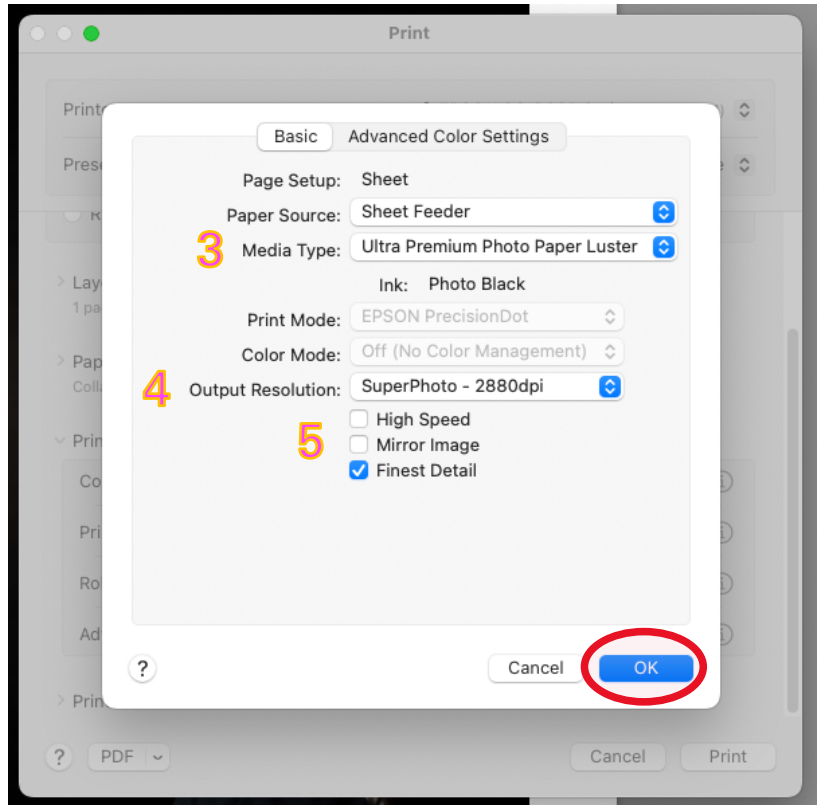 Print
Basic Advanced Color Settings
Page Setup: Sheet
Paper Source: Sheet Feeder
3 Media Type: Ultra Premium Photo Paper Luster
Ink: Photo Black
Print Mode: EPSON PrecisionDot
Color Mode: Off (No Color Management)
4 Output Resolution: SuperPhoto - 2880dpi
High Speed
5 Mirror Image
Finest Detail
? Cancel OK
? PDF Cancel Print